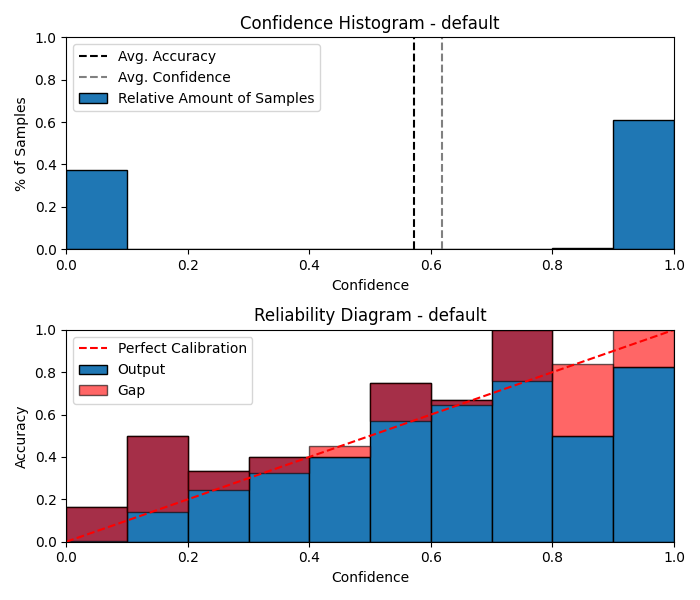 Confidence Histogram - default
1.0
0.8
0.6
0.4
0.2
0.0
% of Samples
Avg. Accuracy
Avg. Confidence
Relative Amount of Samples
0.0 0.2 0.4 0.6 0.8 1.0
Confidence
Reliability Diagram - default
1.0
0.8
0.6
0.4
0.2
0.0
Accuracy
Perfect Calibration
Output
Gap
0.0 0.2 0.4 0.6 0.8 1.0
Confidence